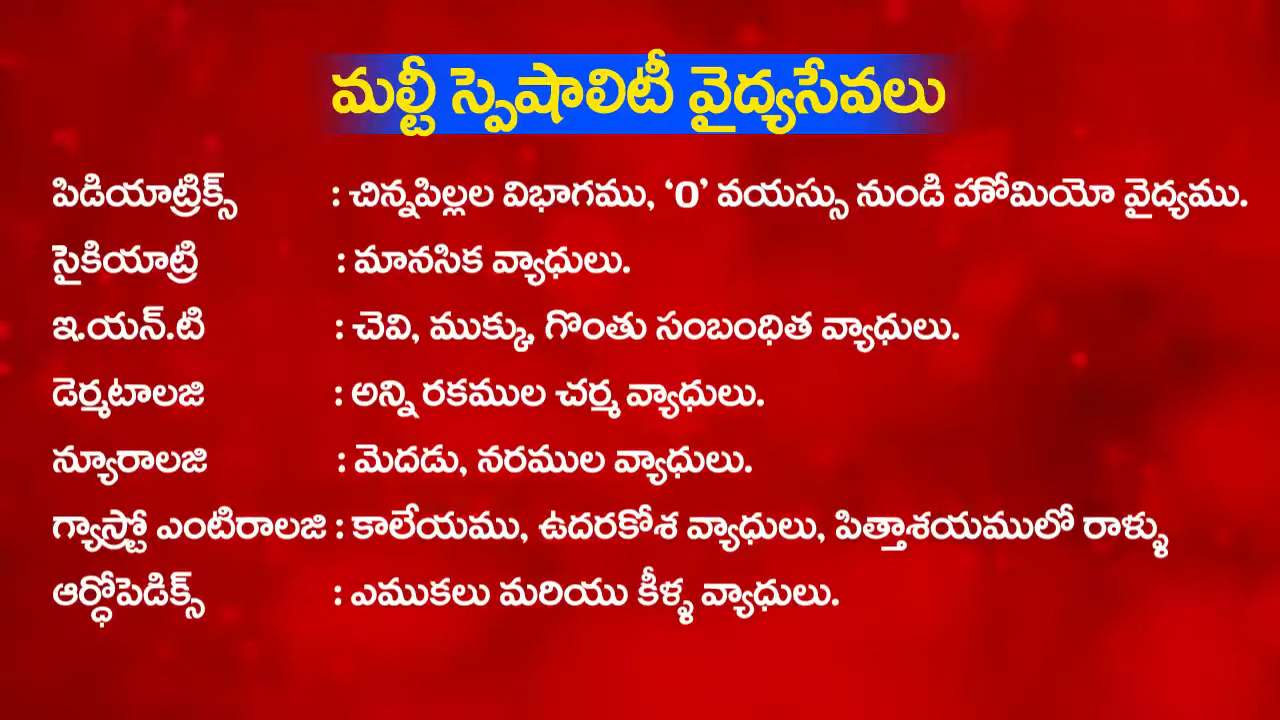 మల్టీ స్పెషాలిటీ వైద్యసేవలు
పిడియాట్రిక్స్ : చిన్నపిల్లల విభాగము, ‘0’ వయస్సు నుండి హోమియో వైద్యము.
సైకియాట్రి : మానసిక వ్యాధులు.
ఇ.యన్.టి : చెవి, ముక్కు, గొంతు సంబంధిత వ్యాధులు.
డెర్మటాలజి : అన్ని రకముల చర్మ వ్యాధులు.
న్యూరాలజి : మెదడు, నరముల వ్యాధులు.
గ్యాస్ట్రో ఎంటిరాలజి : కాలేయము, ఉదరకోశ వ్యాధులు, పిత్తాశయములో రాళ్ళు
ఆర్థోపెడిక్స్ : ఎముకలు మరియు కీళ్ళ వ్యాధులు.